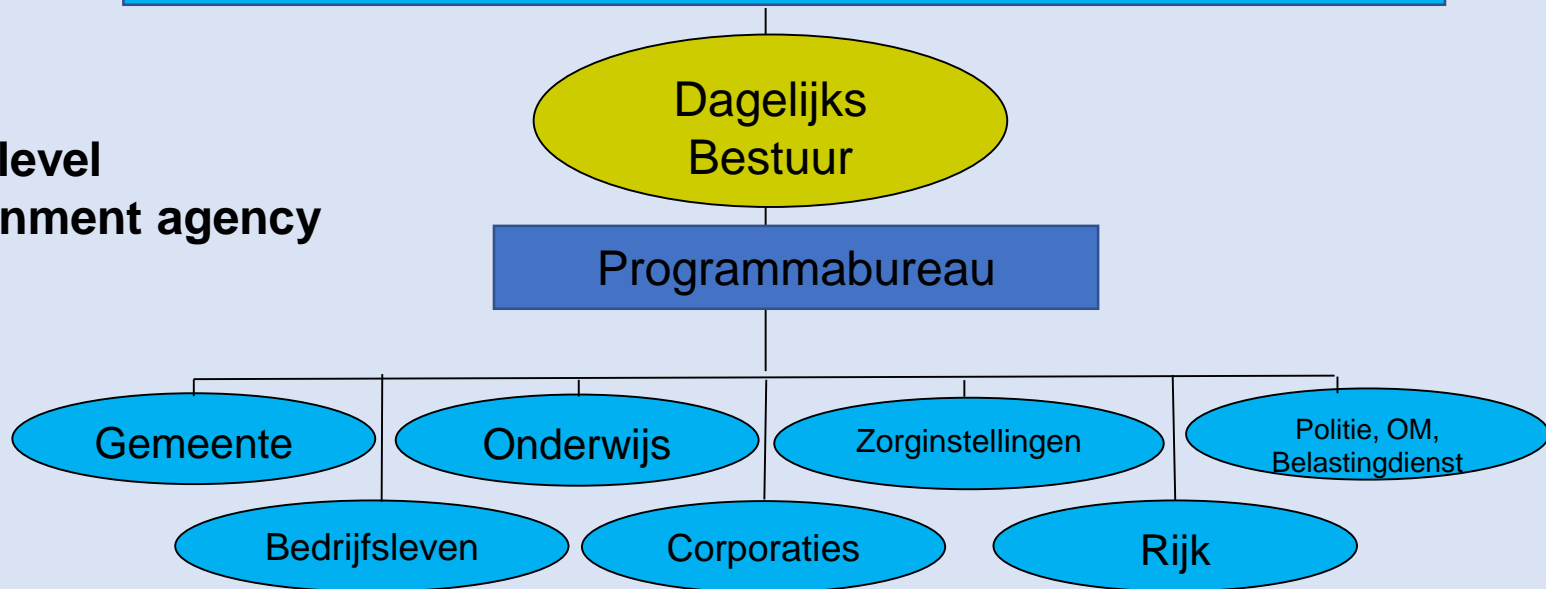 Dagelijks
Bestuur
level
nment agency
Programmabureau
Gemeente
Onderwijs
Zorginstellingen
Politie, OM,
Belastingdienst
Bedrijfsleven
Corporaties
Rijk